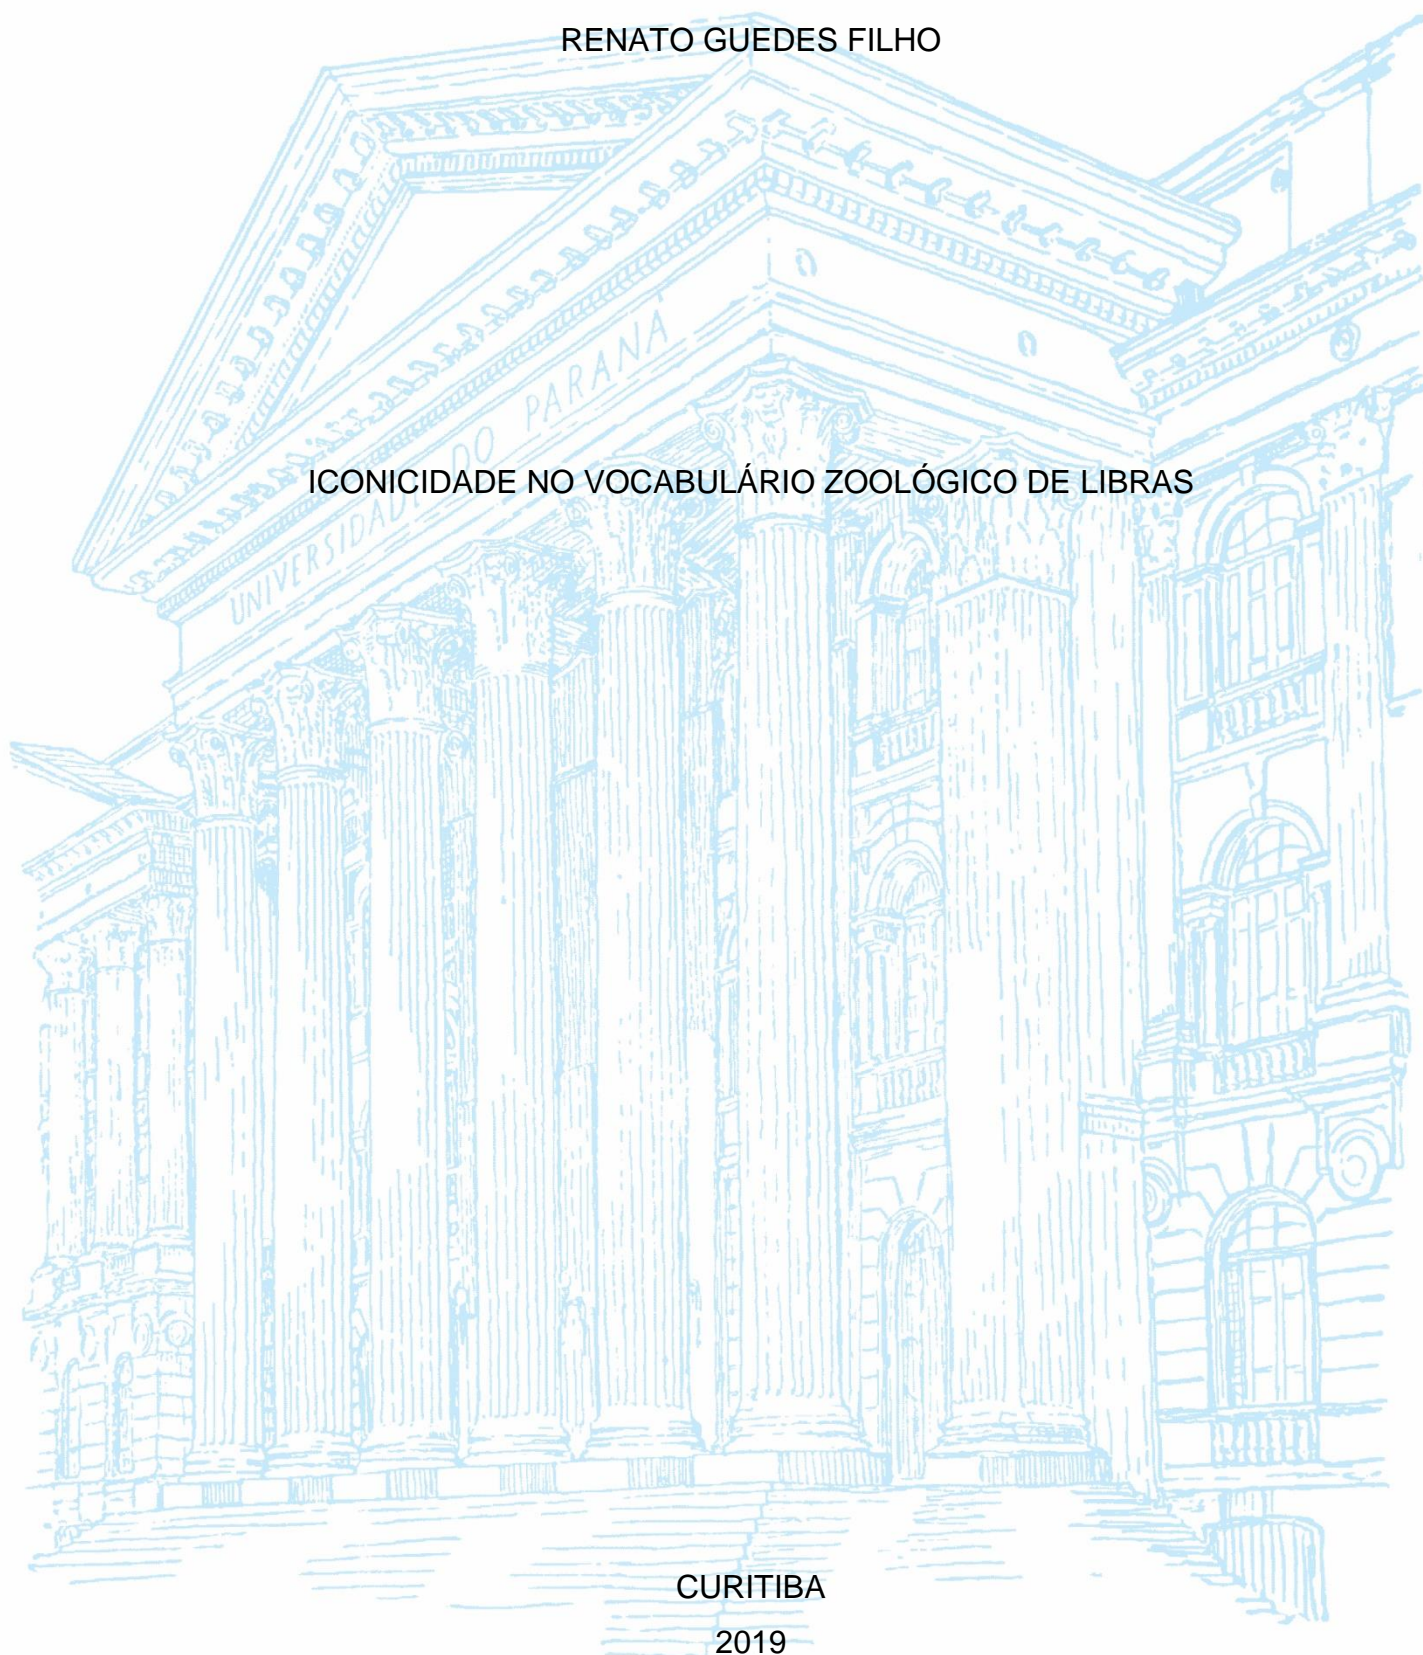 RENATO GUEDES FILHO
ICONICIDADE NO VOCABULÁRIO ZOOLÓGICO DE LIBRAS
UNIVERSIDADE DO PARANÁ
CURITIBA
2019